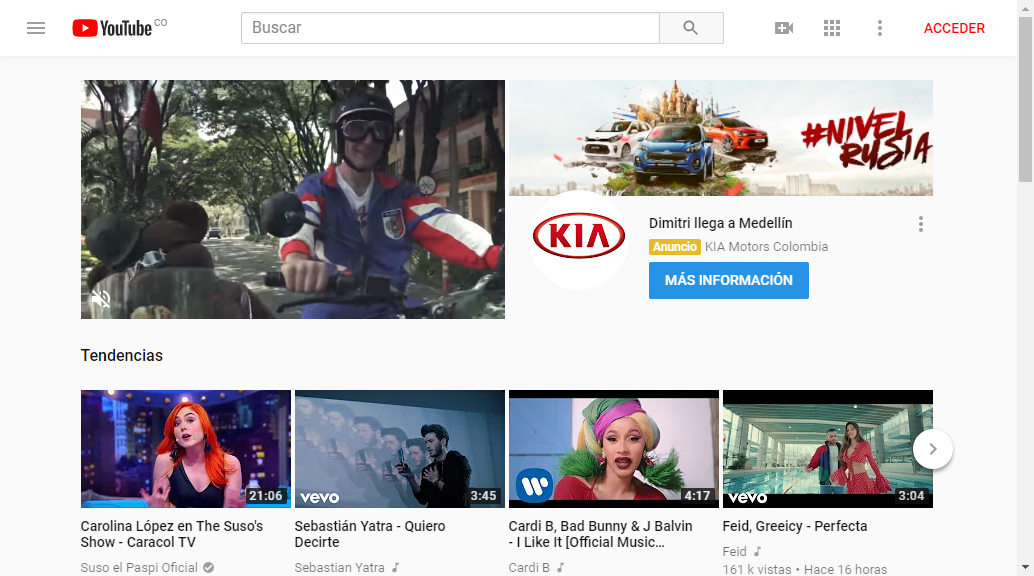 YouTube CO
Buscar
ACCEDER
#NIVEL
RUSIA
KIA
Dimitri llega a Medellín
Anuncio KIA Motors Colombia
MÁS INFORMACIÓN
Tendencias
21:06
vevo 3:45
W 4:17
vevo 3:04
Carolina López en The Suso's
Show - Caracol TV
Suso el Paspi Oficial
Sebastián Yatra - Quiero
Decirte
Sebastian Yatra
Cardi B, Bad Bunny & J Balvin
- I Like It [Official Music...
Cardi B
Feid, Greeicy - Perfecta
Feid
161 k vistas • Hace 16 horas